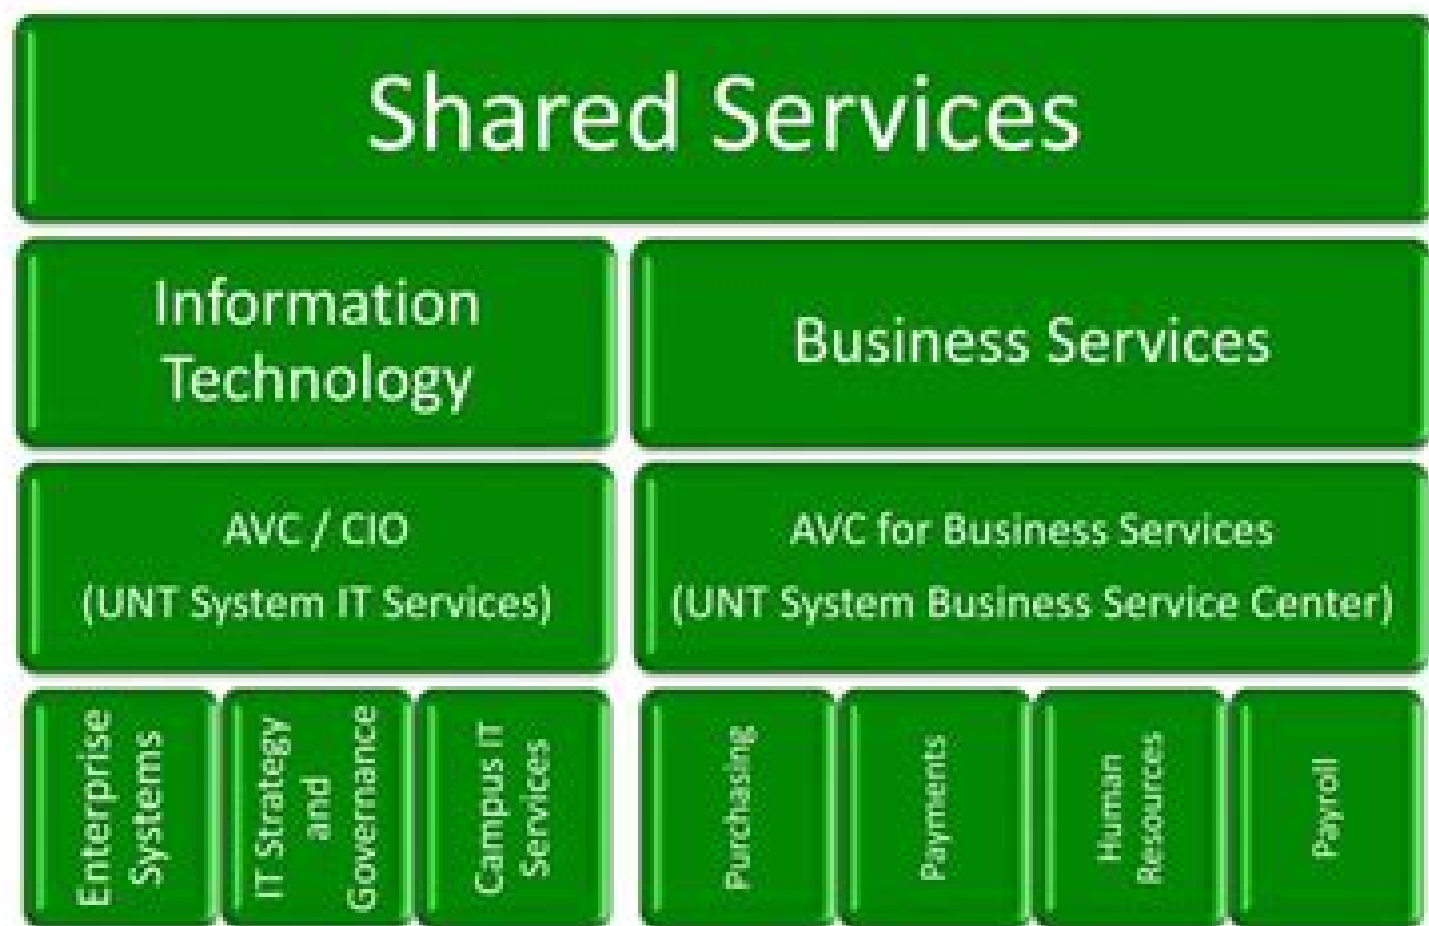 Shared Services
Information
Technology
Business Services
AVC / CIO
(UNT System IT Services)
AVC for Business Services
(UNT System Business Service Center)
Enterprise
Systems
IT Strategy
and
Governance
Campus IT
Services
Purchasing
Payments
Human
Resources
Payroll